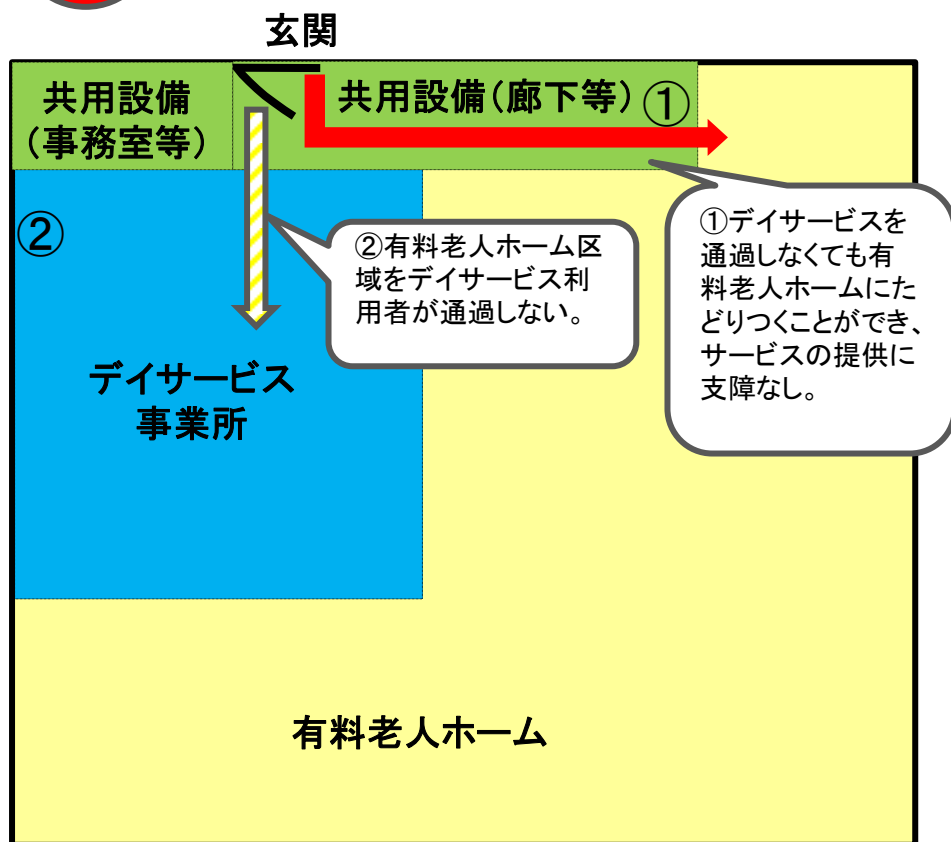 玄関
共用設備
(事務室等)
共用設備(廊下等)
①
②
②有料老人ホーム区
域をデイサービス利
用者が通過しない。
①デイサービスを
通過しなくても有
料老人ホームにた
どりつくことができ、
サービスの提供に
支障なし。
デイサービス
事業所
有料老人ホーム